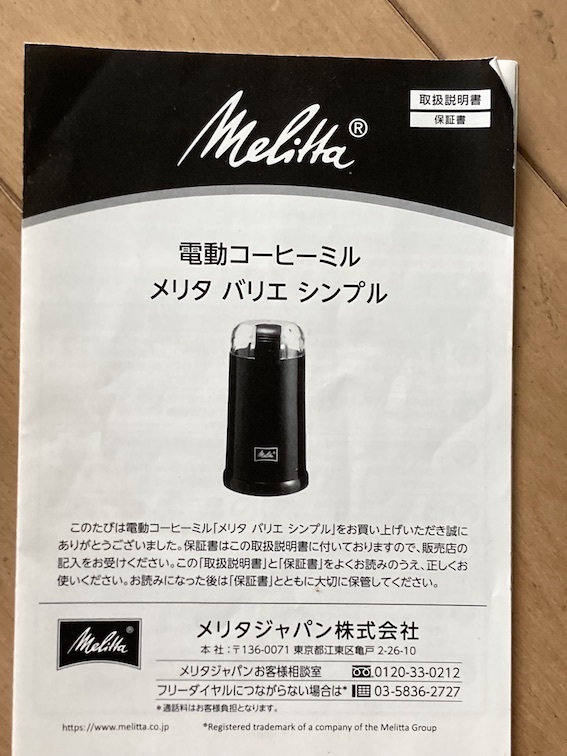 取扱説明書
保証書
Melitta®
電動コーヒーミル
メリタ バリエ シンプル
Melitta
このたびは電動コーヒーミル「メリタ バリエ シンプル」をお買い上げいただき誠に
ありがとうございました。保証書はこの取扱説明書に付いておりますので、販売店の
記入をお受けください。この「取扱説明書」と「保証書」をよくお読みのうえ、正しくお
使いください。お読みになった後は「保証書」とともに大切に保管してください。
Melitta
メリタジャパン株式会社
本 社：〒136-0071 東京都江東区亀戸 2-26-10
メリタジャパンお客様相談室 0120-33-0212
フリーダイヤルにつながらない場合は* 03-5836-2727
*通話料はお客様負担となります。
https://www.melitta.co.jp *Registered trademark of a company of the Melitta Group